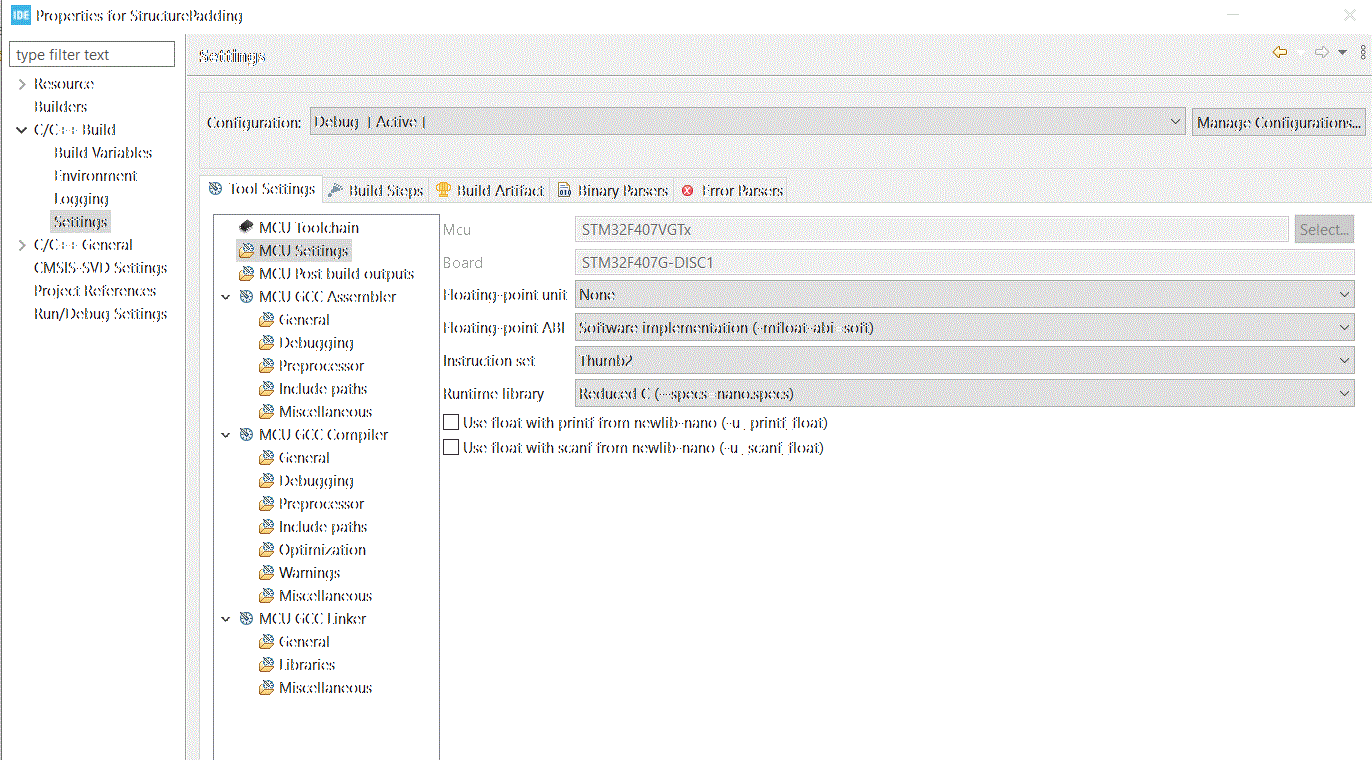 IDE Properties for StructurePadding
type filter text
Settings
Resource
Builders
C/C++ Build
Build Variables
Environment
Logging
Settings
C/C++ General
CMSIS-SVD Settings
Project References
Run/Debug Settings
Configuration: Debug [ Active ] Manage Configurations...
Tool Settings Build Steps Build Artifact Binary Parsers Error Parsers
MCU Toolchain
MCU Settings
MCU Post build outputs
MCU GCC Assembler
General
Debugging
Preprocessor
Include paths
Miscellaneous
MCU GCC Compiler
General
Debugging
Preprocessor
Include paths
Optimization
Warnings
Miscellaneous
MCU GCC Linker
General
Libraries
Miscellaneous
Mcu STM32F407VGTx Select...
Board STM32F407G-DISC1
Floating-point unit None
Floating-point ABI Software implementation (-mfloat-abi=soft)
Instruction set Thumb2
Runtime library Reduced C (--specs=nano.specs)
Use float with printf from newlib-nano (-u _printf_float)
Use float with scanf from newlib-nano (-u _scanf_float)